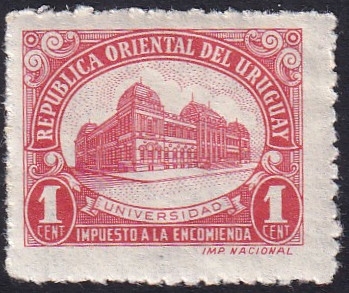 REPUBLICA ORIENTAL DEL URUGUAY
UNIVERSIDAD
1 CENT 1 CENT
IMPUESTO A LA ENCOMIENDA
IMP. NACIONAL